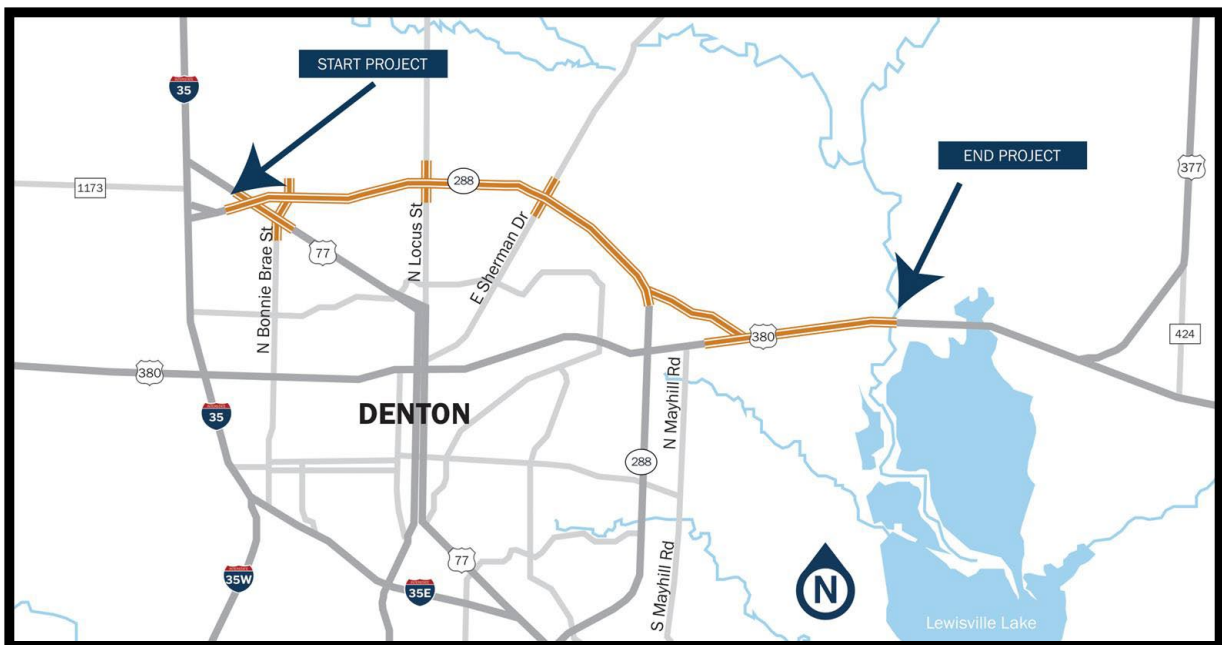 35
START PROJECT
END PROJECT
377
1173
288
N Bonnie Brae St
77
N Locus St
E Sherman Dr
424
380
380
35
DENTON
N Mayhill Rd
288
77
35W
35E
S Mayhill Rd
N
Lewisville Lake